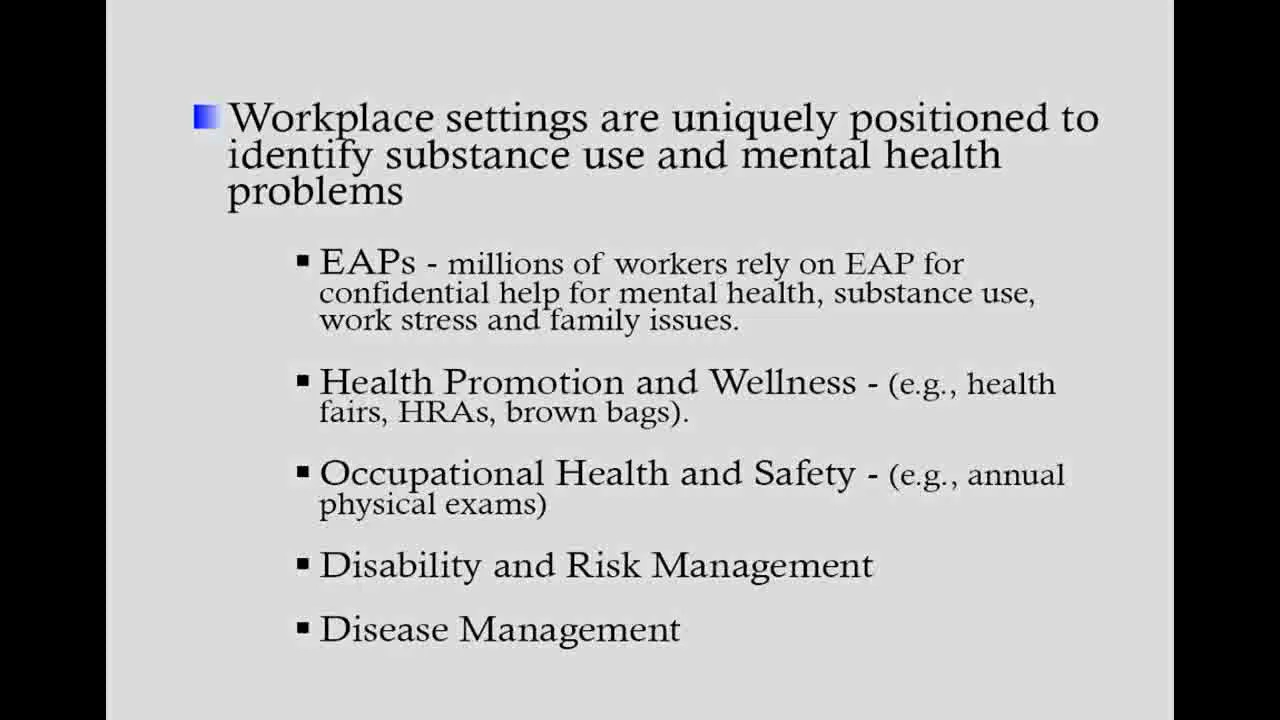 Workplace settings are uniquely positioned to
identify substance use and mental health
problems
EAPs - millions of workers rely on EAP for
confidential help for mental health, substance use,
work stress and family issues.
Health Promotion and Wellness - (e.g., health
fairs, HRAs, brown bags).
Occupational Health and Safety - (e.g., annual
physical exams)
Disability and Risk Management
Disease Management